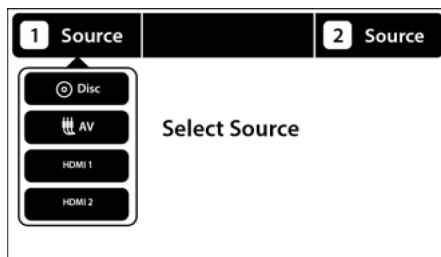 1 Source
2 Source
Disc
AV
Select Source
HDMI 1
HDMI 2